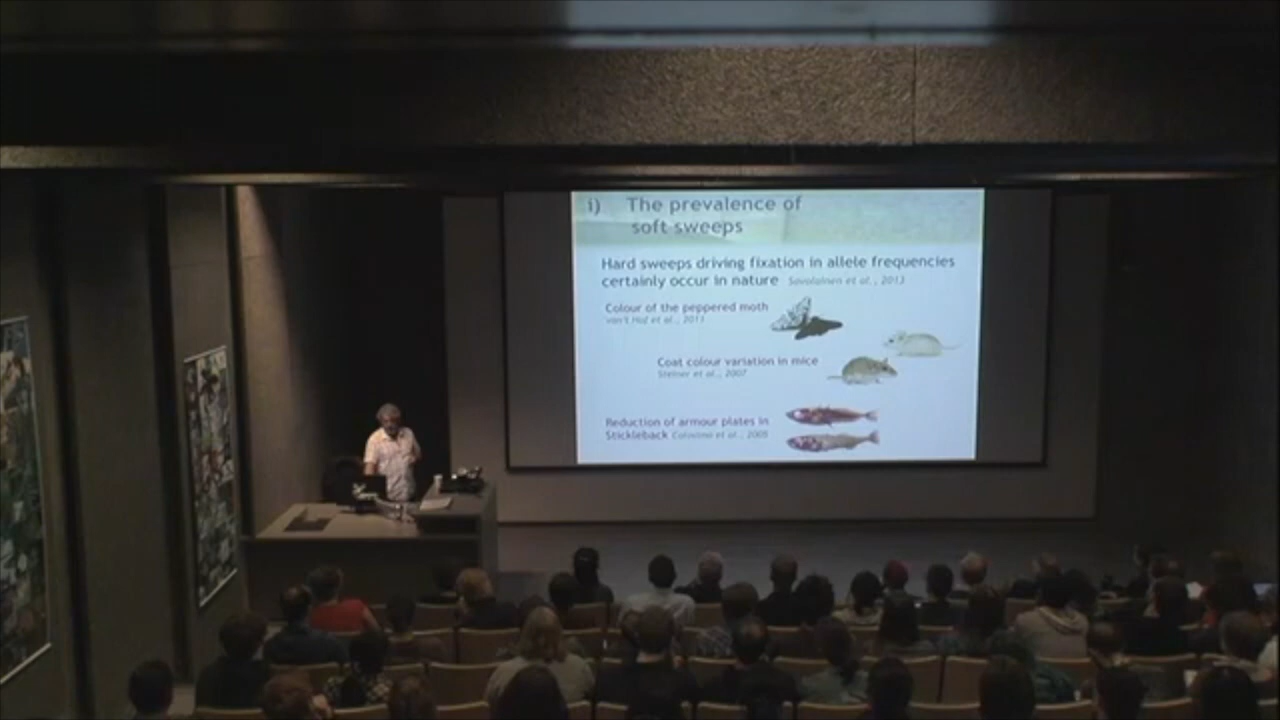 i) The prevalence of
soft sweeps
Hard sweeps driving fixation in allele frequencies
certainly occur in nature Savolainen et al., 2013
Colour of the peppered moth
van't Hof et al., 2011
Coat colour variation in mice
Steiner et al., 2007
Reduction of armour plates in
Stickleback Colosimo et al., 2005